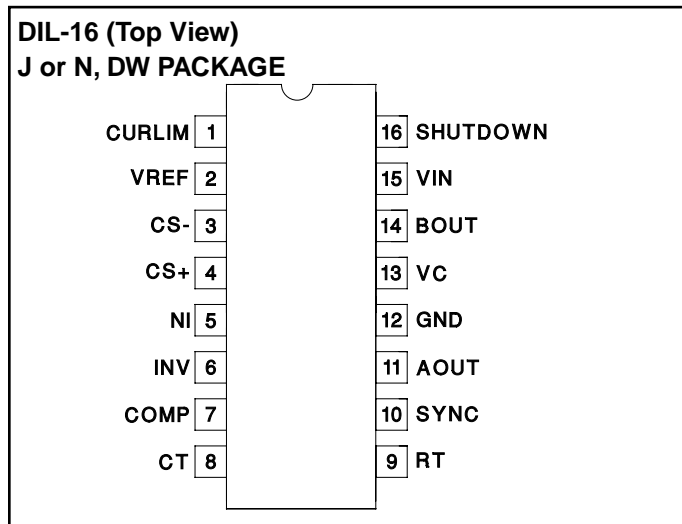 DIL-16 (Top View)
J or N, DW PACKAGE
CURLIM 1 16 SHUTDOWN
VREF 2 15 VIN
CS- 3 14 BOUT
CS+ 4 13 VC
NI 5 12 GND
INV 6 11 AOUT
COMP 7 10 SYNC
CT 8 9 RT